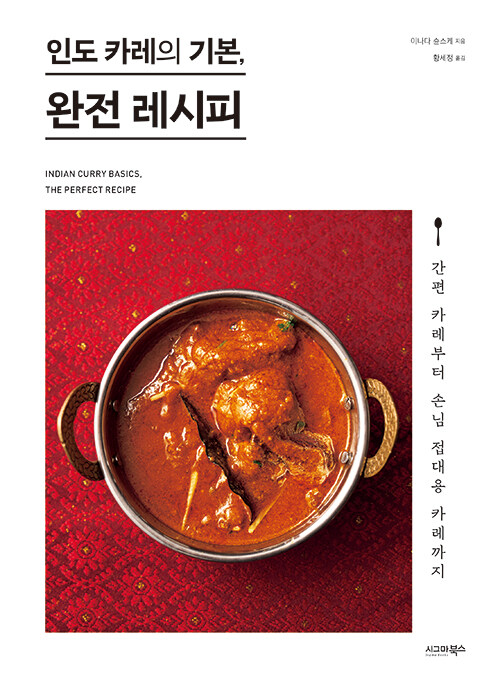 이나다 슌스케 지음
황세정 옮김
인도 카레의 기본,
완전 레시피
INDIAN CURRY BASICS,
THE PERFECT RECIPE
간편 카레부터 손님 접대용 카레까지
시그마북스
Sigma Books